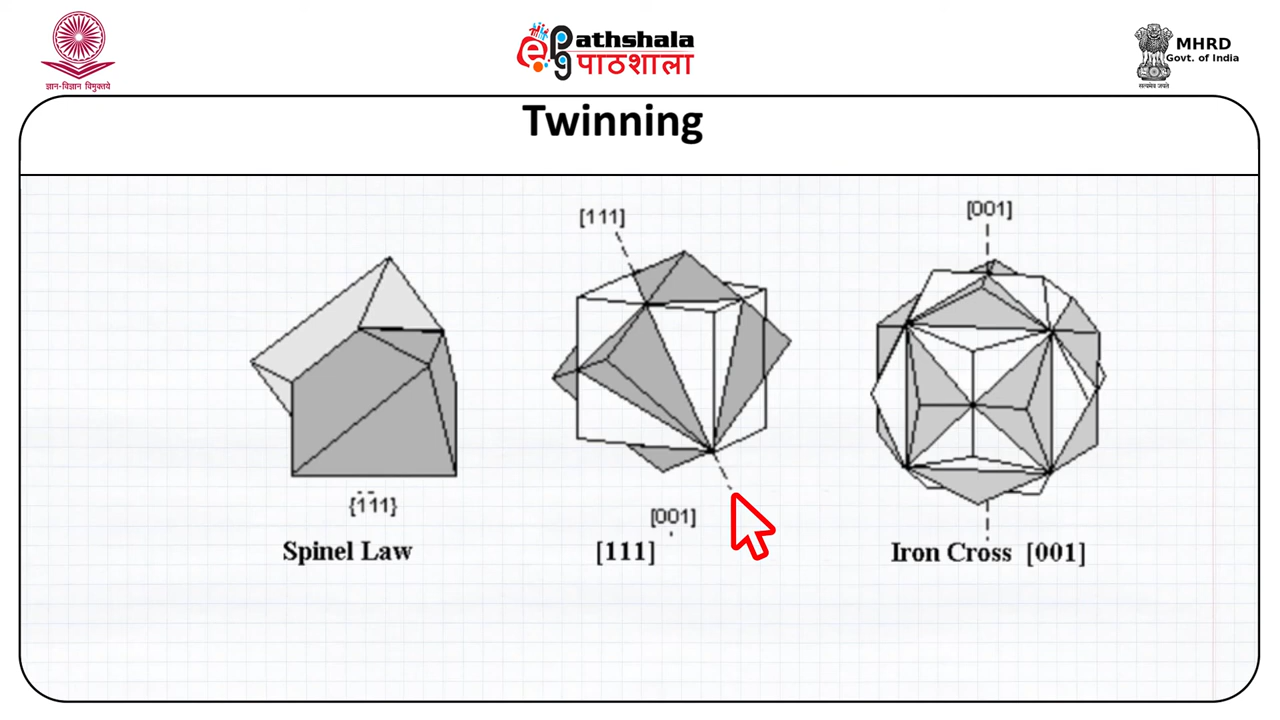 ज्ञान-विज्ञान विमुक्तये
ePathshala
पाठशाला
MHRD
Govt. of India
सत्यमेव जयते
Twinning
[111]
[001]
{1̄1̄1}
[001]
Spinel Law
[111]
Iron Cross [001]